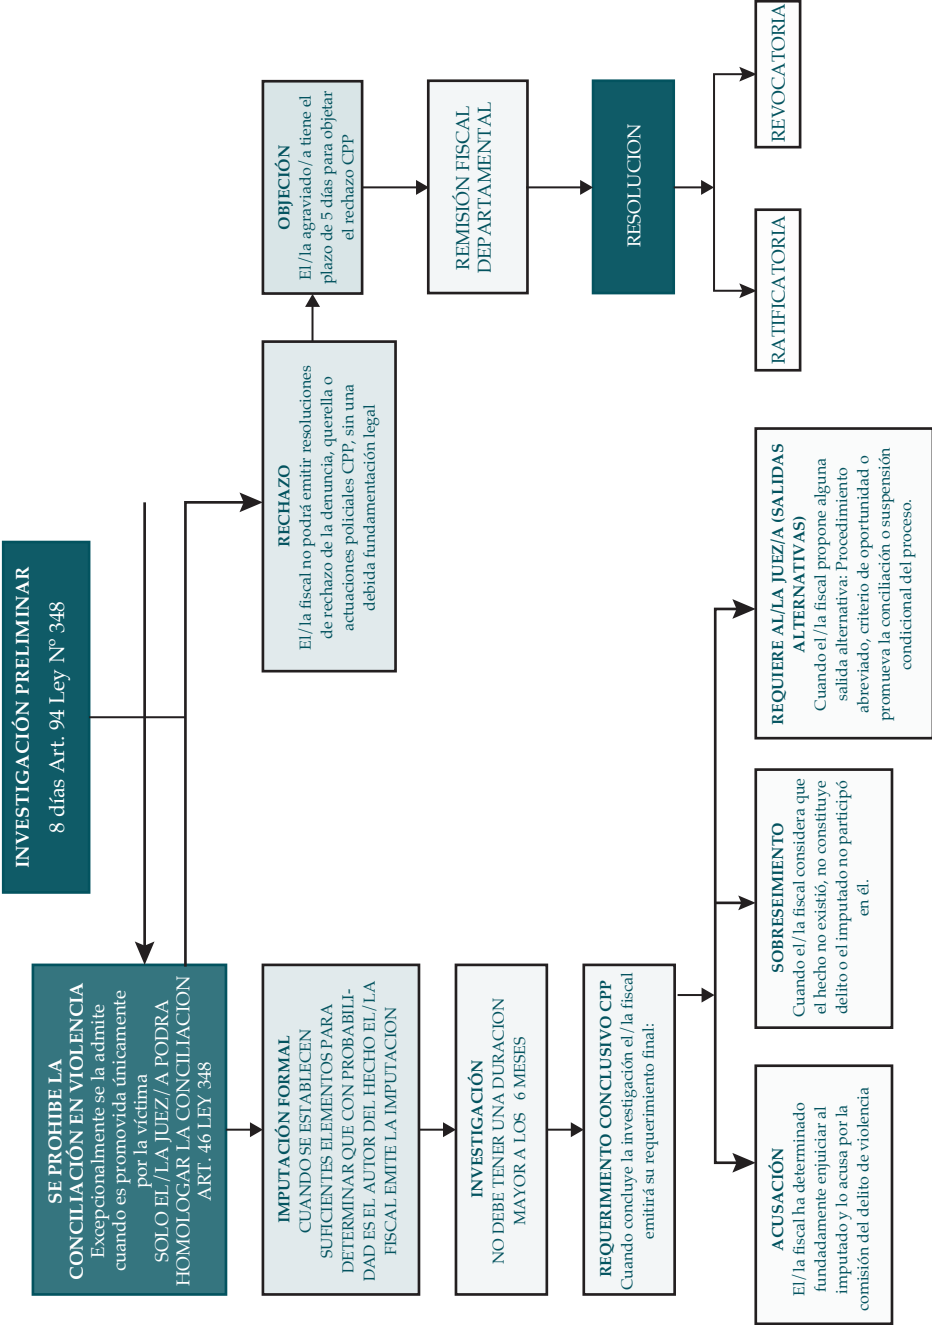 INVESTIGACIÓN PRELIMINAR
8 días Art. 94 Ley Nº 348
SE PROHIBE LA
CONCILIACIÓN EN VIOLENCIA
Excepcionalmente se la admite
cuando es promovida únicamente
por la víctima
SOLO EL/LA JUEZ/A PODRA
HOMOLOGAR LA CONCILIACION
ART. 46 LEY 348
IMPUTACIÓN FORMAL
CUANDO SE ESTABLECEN
SUFICIENTES ELEMENTOS PARA
DETERMINAR QUE CON PROBABILI-
DAD ES EL AUTOR DEL HECHO EL/LA
FISCAL EMITE LA IMPUTACION
INVESTIGACIÓN
NO DEBE TENER UNA DURACION
MAYOR A LOS 6 MESES
REQUERIMIENTO CONCLUSIVO CPP
Cuando concluye la investigación el/la fiscal
emitirá su requerimiento final:
ACUSACIÓN
El/la fiscal ha determinado
fundadamente enjuiciar al
imputado y lo acusa por la
comisión del delito de violencia
SOBRESEIMIENTO
Cuando el/la fiscal considera que
el hecho no existió, no constituye
delito o el imputado no participó
en él.
REQUIERE AL/LA JUEZ/A (SALIDAS
ALTERNATIVAS)
Cuando el/la fiscal propone alguna
salida alternativa: Procedimiento
abreviado, criterio de oportunidad o
promueva la conciliación o suspensión
condicional del proceso.
RECHAZO
El/la fiscal no podrá emitir resoluciones
de rechazo de la denuncia, querella o
actuaciones policiales CPP, sin una
debida fundamentación legal
OBJECIÓN
El/la agraviado/a tiene el
plazo de 5 días para objetar
el rechazo CPP
REMISIÓN FISCAL
DEPARTAMENTAL
RESOLUCION
RATIFICATORIA
REVOCATORIA